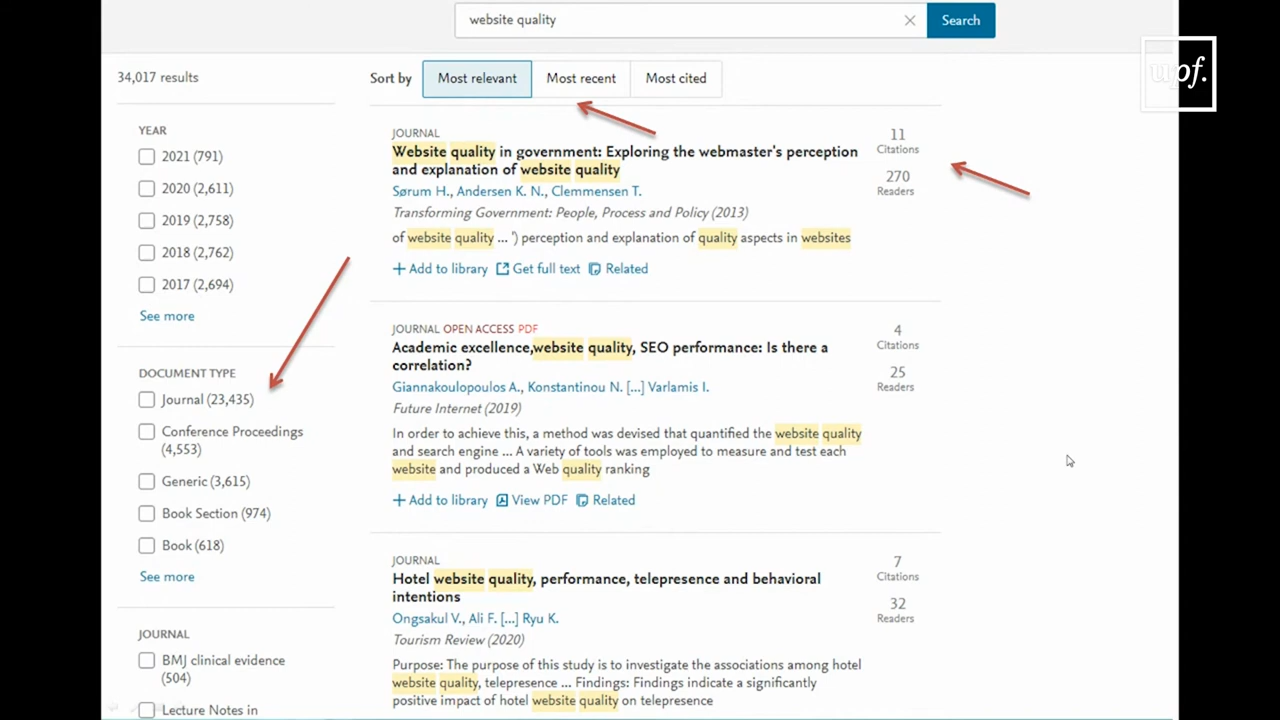 website quality
Search
upf.
34,017 results
Sort by
Most relevant
Most recent
Most cited
YEAR
2021 (791)
2020 (2,611)
2019 (2,758)
2018 (2,762)
2017 (2,694)
See more
DOCUMENT TYPE
Journal (23,435)
Conference Proceedings
(4,553)
Generic (3,615)
Book Section (974)
Book (618)
See more
JOURNAL
BMJ clinical evidence
(504)
Lecture Notes in
JOURNAL
Website quality in government: Exploring the webmaster's perception
and explanation of website quality
Sørum H., Andersen K. N., Clemmensen T.
Transforming Government: People, Process and Policy (2013)
of website quality ... ') perception and explanation of quality aspects in websites
Add to library Get full text Related
11
Citations
270
Readers
JOURNAL OPEN ACCESS PDF
Academic excellence,website quality, SEO performance: Is there a
correlation?
Giannakoulopoulos A., Konstantinou N. [...] Varlamis I.
Future Internet (2019)
In order to achieve this, a method was devised that quantified the website quality
and search engine ... A variety of tools was employed to measure and test each
website and produced a Web quality ranking
Add to library View PDF Related
4
Citations
25
Readers
JOURNAL
Hotel website quality, performance, telepresence and behavioral
intentions
Ongsakul V., Ali F. [...] Ryu K.
Tourism Review (2020)
Purpose: The purpose of this study is to investigate the associations among hotel
website quality, telepresence ... Findings: Findings indicate a significantly
positive impact of hotel website quality on telepresence
7
Citations
32
Readers